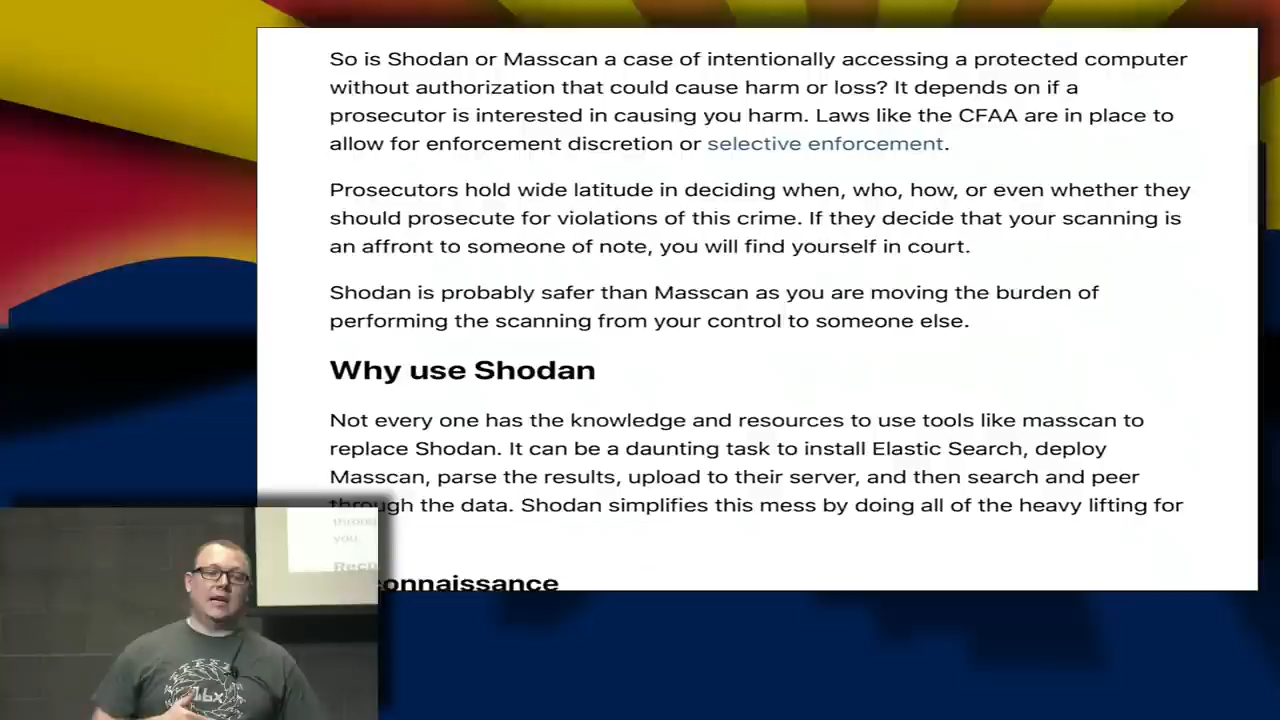 So is Shodan or Masscan a case of intentionally accessing a protected computer
without authorization that could cause harm or loss? It depends on if a
prosecutor is interested in causing you harm. Laws like the CFAA are in place to
allow for enforcement discretion or selective enforcement.
Prosecutors hold wide latitude in deciding when, who, how, or even whether they
should prosecute for violations of this crime. If they decide that your scanning is
an affront to someone of note, you will find yourself in court.
Shodan is probably safer than Masscan as you are moving the burden of
performing the scanning from your control to someone else.
Why use Shodan
Not every one has the knowledge and resources to use tools like masscan to
replace Shodan. It can be a daunting task to install Elastic Search, deploy
Masscan, parse the results, upload to their server, and then search and peer
through the data. Shodan simplifies this mess by doing all of the heavy lifting for
you.
connaissance